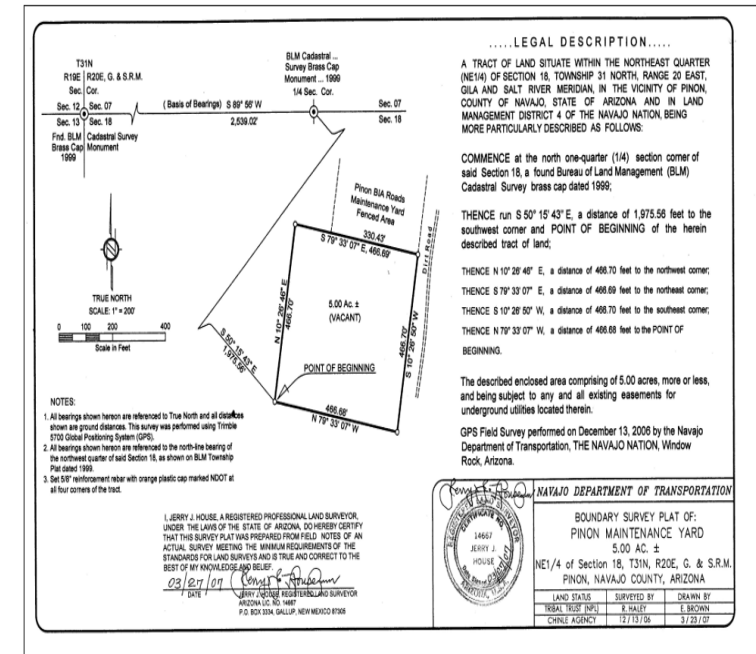 T31N
R19E R20E, G. & S.R.M.
Sec. Cor.
Sec. 12 Sec. 07
Sec. 13 Sec. 18
Fnd. BLM Cadastral Survey
Brass Cap Monument
1999
(Basis of Bearings) S 89° 56' W
2,539.02'
BLM Cadastral ...
Survey Brass Cap
Monument ... 1999
1/4 Sec. Cor.
Sec. 07
Sec. 18
Pinon BIA Roads
Maintenance Yard
Fenced Area
330.43'
S 79° 33' 07" E, 466.69'
Dirt Road
N 10° 26' 46" E
466.70'
5.00 Ac. ±
(VACANT)
466.70'
S 10° 26' 50" W
S 50° 15' 43" E
1,975.56'
POINT OF BEGINNING
466.68'
N 79° 33' 07" W
TRUE NORTH
SCALE: 1" = 200'
0 100 200 400
Scale in Feet
NOTES:
1. All bearings shown hereon are referenced to True North and all distances
shown are ground distances. This survey was performed using Trimble
5700 Global Positioning System (GPS).
2. All bearings shown hereon are referenced to the north-line bearing of
the northwest quarter of said Section 18, as shown on BLM Township
Plat dated 1999.
3. Set 5/8" reinforcement rebar with orange plastic cap marked NDOT at
all four corners of the tract.
I, JERRY J. HOUSE, A REGISTERED PROFESSIONAL LAND SURVEYOR,
UNDER THE LAWS OF THE STATE OF ARIZONA, DO HEREBY CERTIFY
THAT THIS SURVEY PLAT WAS PREPARED FROM FIELD NOTES OF AN
ACTUAL SURVEY MEETING THE MINIMUM REQUIREMENTS OF THE
STANDARDS FOR LAND SURVEYS AND IS TRUE AND CORRECT TO THE
BEST OF MY KNOWLEDGE AND BELIEF.
03/27/07
DATE
JERRY J. HOUSE, REGISTERED LAND SURVEYOR
ARIZONA LIC. NO. 14667
P.O. BOX 3334, GALLUP, NEW MEXICO 87305
.....LEGAL DESCRIPTION.....
A TRACT OF LAND SITUATE WITHIN THE NORTHEAST QUARTER
(NE1/4) OF SECTION 18, TOWNSHIP 31 NORTH, RANGE 20 EAST,
GILA AND SALT RIVER MERIDIAN, IN THE VICINITY OF PINON,
COUNTY OF NAVAJO, STATE OF ARIZONA AND IN LAND
MANAGEMENT DISTRICT 4 OF THE NAVAJO NATION, BEING
MORE PARTICULARLY DESCRIBED AS FOLLOWS:
COMMENCE at the north one-quarter (1/4) section corner of
said Section 18, a found Bureau of Land Management (BLM)
Cadastral Survey brass cap dated 1999;
THENCE run S 50° 15' 43" E, a distance of 1,975.56 feet to the
southwest corner and POINT OF BEGINNING of the herein
described tract of land;
THENCE N 10° 26' 46" E, a distance of 466.70 feet to the northwest corner;
THENCE S 79° 33' 07" E, a distance of 466.69 feet to the northeast corner;
THENCE S 10° 26' 50" W, a distance of 466.70 feet to the southeast corner;
THENCE N 79° 33' 07" W, a distance of 466.68 feet to the POINT OF
BEGINNING.
The described enclosed area comprising of 5.00 acres, more or less,
and being subject to any and all existing easements for
underground utilities located therein.
GPS Field Survey performed on December 13, 2006 by the Navajo
Department of Transportation, THE NAVAJO NATION, Window
Rock, Arizona.
14667
JERRY J.
HOUSE
NAVAJO DEPARTMENT OF TRANSPORTATION
BOUNDARY SURVEY PLAT OF:
PINON MAINTENANCE YARD
5.00 AC. ±
NE1/4 of Section 18, T31N, R20E, G. & S.R.M.
PINON, NAVAJO COUNTY, ARIZONA
LAND STATUS SURVEYED BY DRAWN BY
TRIBAL TRUST (NPL) R. HALEY E. BROWN
CHINLE AGENCY 12/13/06 3/23/07